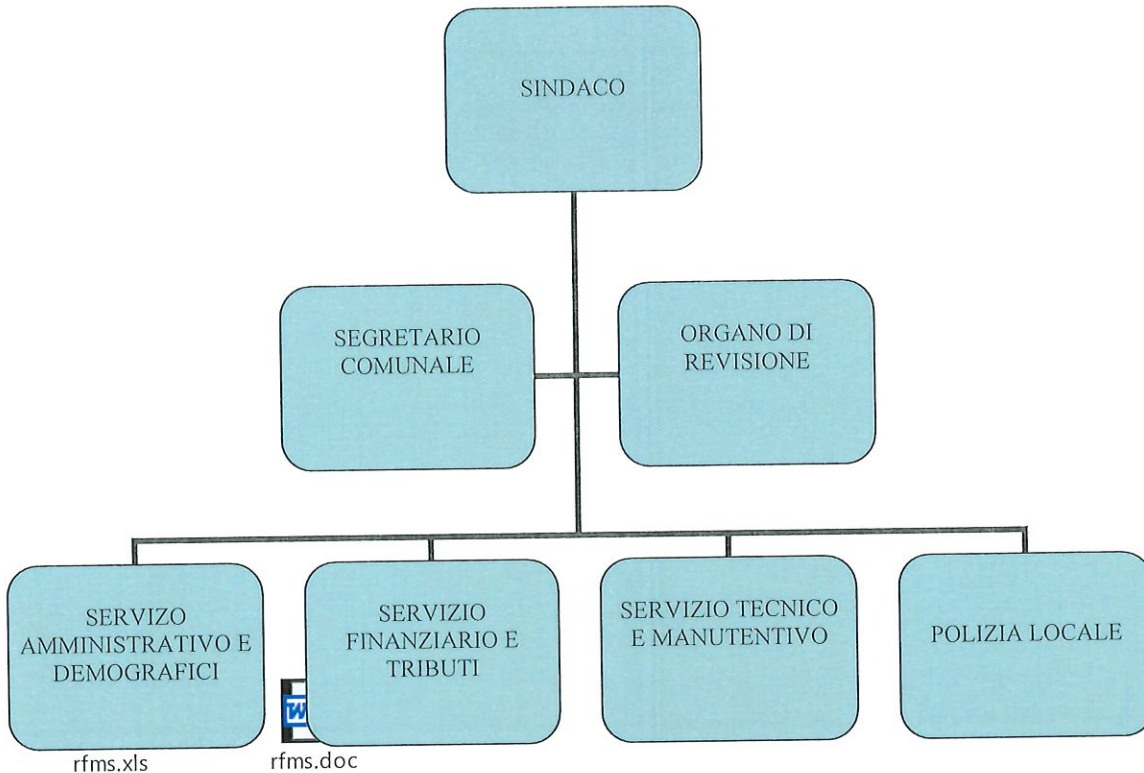 SINDACO
SEGRETARIO
COMUNALE
ORGANO DI
REVISIONE
SERVIZO
AMMINISTRATIVO E
DEMOGRAFICI
SERVIZIO
FINANZIARIO E
TRIBUTI
SERVIZIO TECNICO
E MANUTENTIVO
POLIZIA LOCALE
W
rfms.xls
rfms.doc